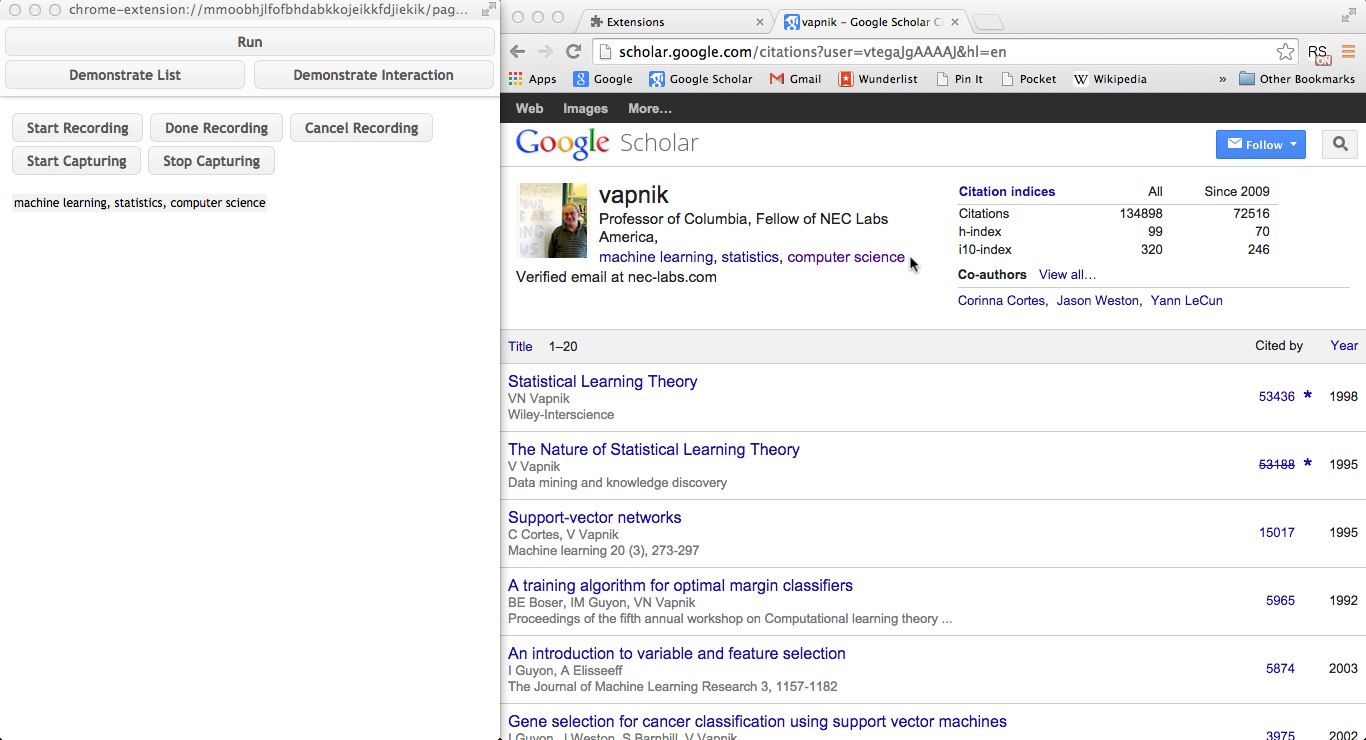 chrome-extension://mmoobhjlfofbhdabkkojeikkfdjiekik/pag...
Run
Demonstrate List Demonstrate Interaction
Start Recording Done Recording Cancel Recording
Start Capturing Stop Capturing
machine learning, statistics, computer science
Extensions vapnik – Google Scholar C
scholar.google.com/citations?user=vtegaJgAAAAJ&hl=en RS ON
Apps Google Google Scholar Gmail Wunderlist Pin It Pocket W Wikipedia » Other Bookmarks
Web Images More...
Google Scholar Follow
vapnik
Professor of Columbia, Fellow of NEC Labs
America,
machine learning, statistics, computer science
Verified email at nec-labs.com
Citation indices All Since 2009
Citations 134898 72516
h-index 99 70
i10-index 320 246
Co-authors View all...
Corinna Cortes, Jason Weston, Yann LeCun
Title 1–20 Cited by Year
Statistical Learning Theory
VN Vapnik
Wiley-Interscience
53436 * 1998
The Nature of Statistical Learning Theory
V Vapnik
Data mining and knowledge discovery
53188 * 1995
Support-vector networks
C Cortes, V Vapnik
Machine learning 20 (3), 273-297
15017 1995
A training algorithm for optimal margin classifiers
BE Boser, IM Guyon, VN Vapnik
Proceedings of the fifth annual workshop on Computational learning theory ...
5965 1992
An introduction to variable and feature selection
I Guyon, A Elisseeff
The Journal of Machine Learning Research 3, 1157-1182
5874 2003
Gene selection for cancer classification using support vector machines
I Guyon, J Weston, S Barnhill, V Vapnik
3975 2002